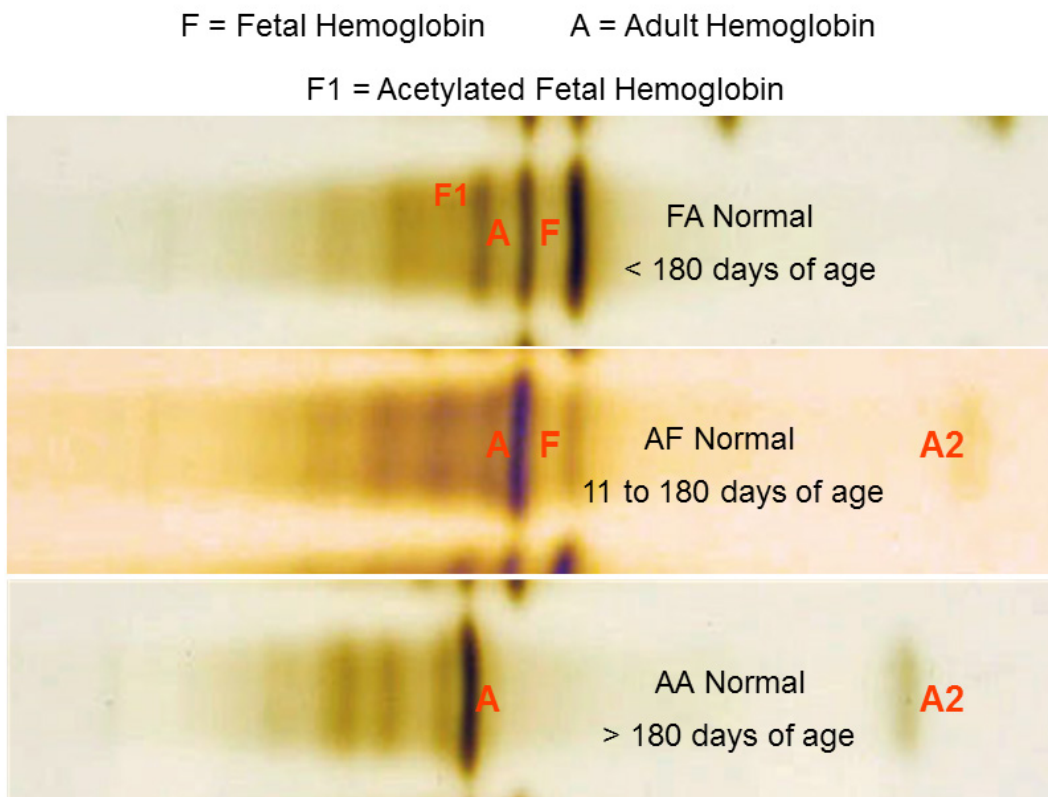 F = Fetal Hemoglobin A = Adult Hemoglobin
F1 = Acetylated Fetal Hemoglobin
F1
A F
FA Normal
< 180 days of age
A F
AF Normal
A2
11 to 180 days of age
AA Normal
A
A2
> 180 days of age